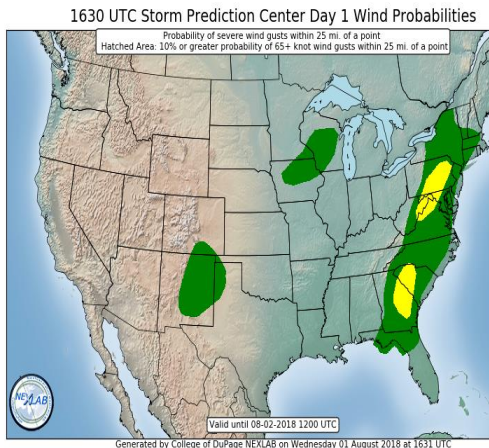 1630 UTC Storm Prediction Center Day 1 Wind Probabilities
Probability of severe wind gusts within 25 mi. of a point
Hatched Area: 10% or greater probability of 65+ knot wind gusts within 25 mi. of a point
NEXLAB
Valid until 08-02-2018 1200 UTC
Generated by College of DuPage NEXLAB on Wednesday 01 August 2018 at 1631 UTC